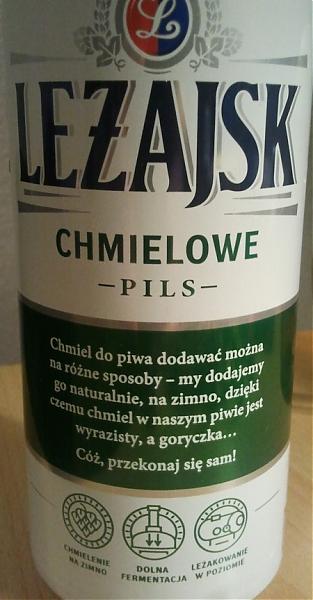 L
LEŻAJSK
CHMIELOWE
–PILS–
Chmiel do piwa dodawać można
na różne sposoby – my dodajemy
go naturalnie, na zimno, dzięki
czemu chmiel w naszym piwie jest
wyrazisty, a goryczka...
Cóż, przekonaj się sam!
CHMIELENIE
NA ZIMNO
DOLNA
FERMENTACJA
LEŻAKOWANIE
W POZIOMIE